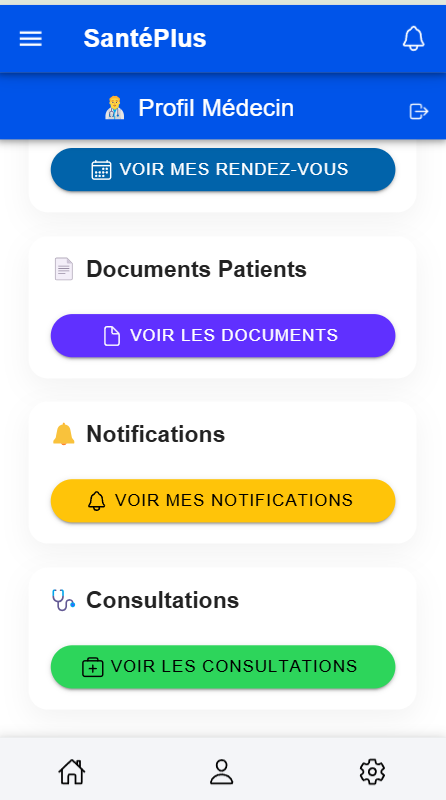 SantéPlus
Profil Médecin
VOIR MES RENDEZ-VOUS
Documents Patients
VOIR LES DOCUMENTS
Notifications
VOIR MES NOTIFICATIONS
Consultations
VOIR LES CONSULTATIONS